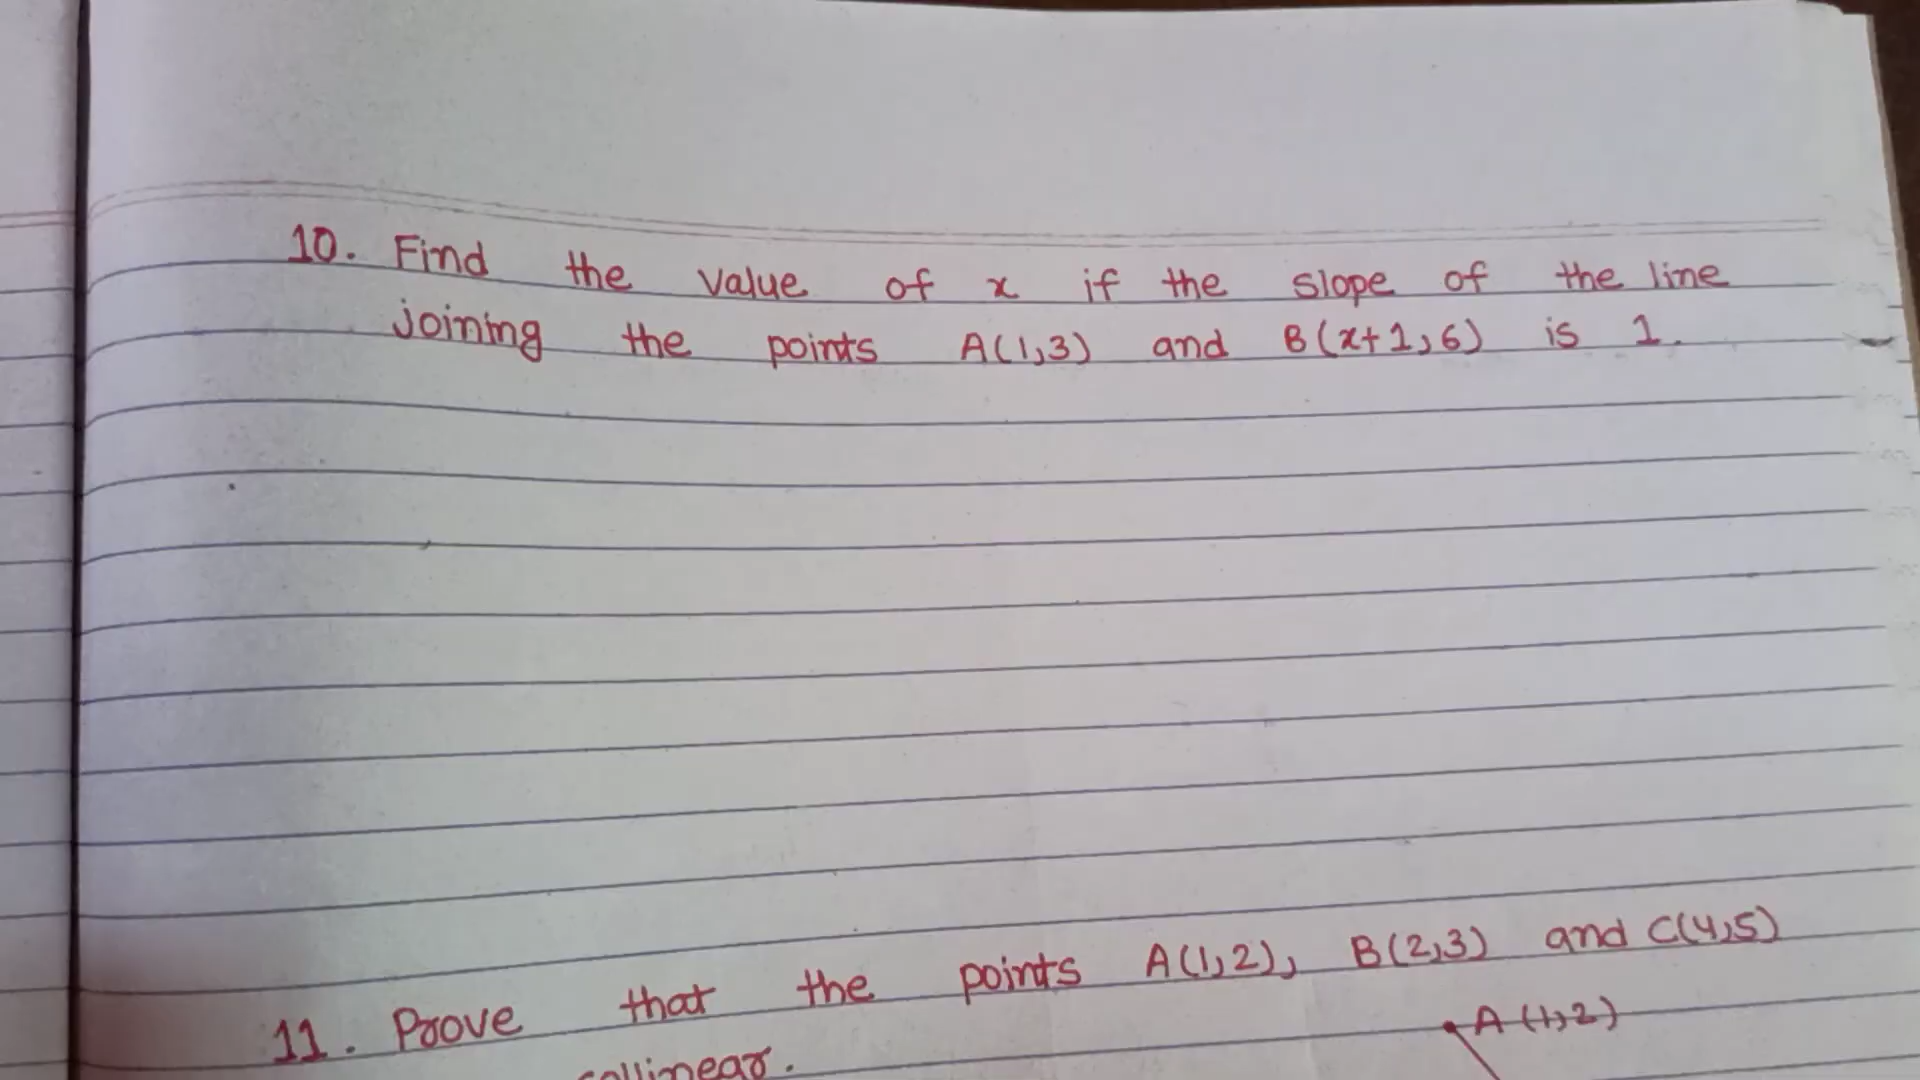 10. Find the value of x if the slope of the line
joining the points A(1,3) and B(x+1,6) is 1.
11. Prove that the points A(1,2), B(2,3) and C(4,5)
collinear.
A(1,2)